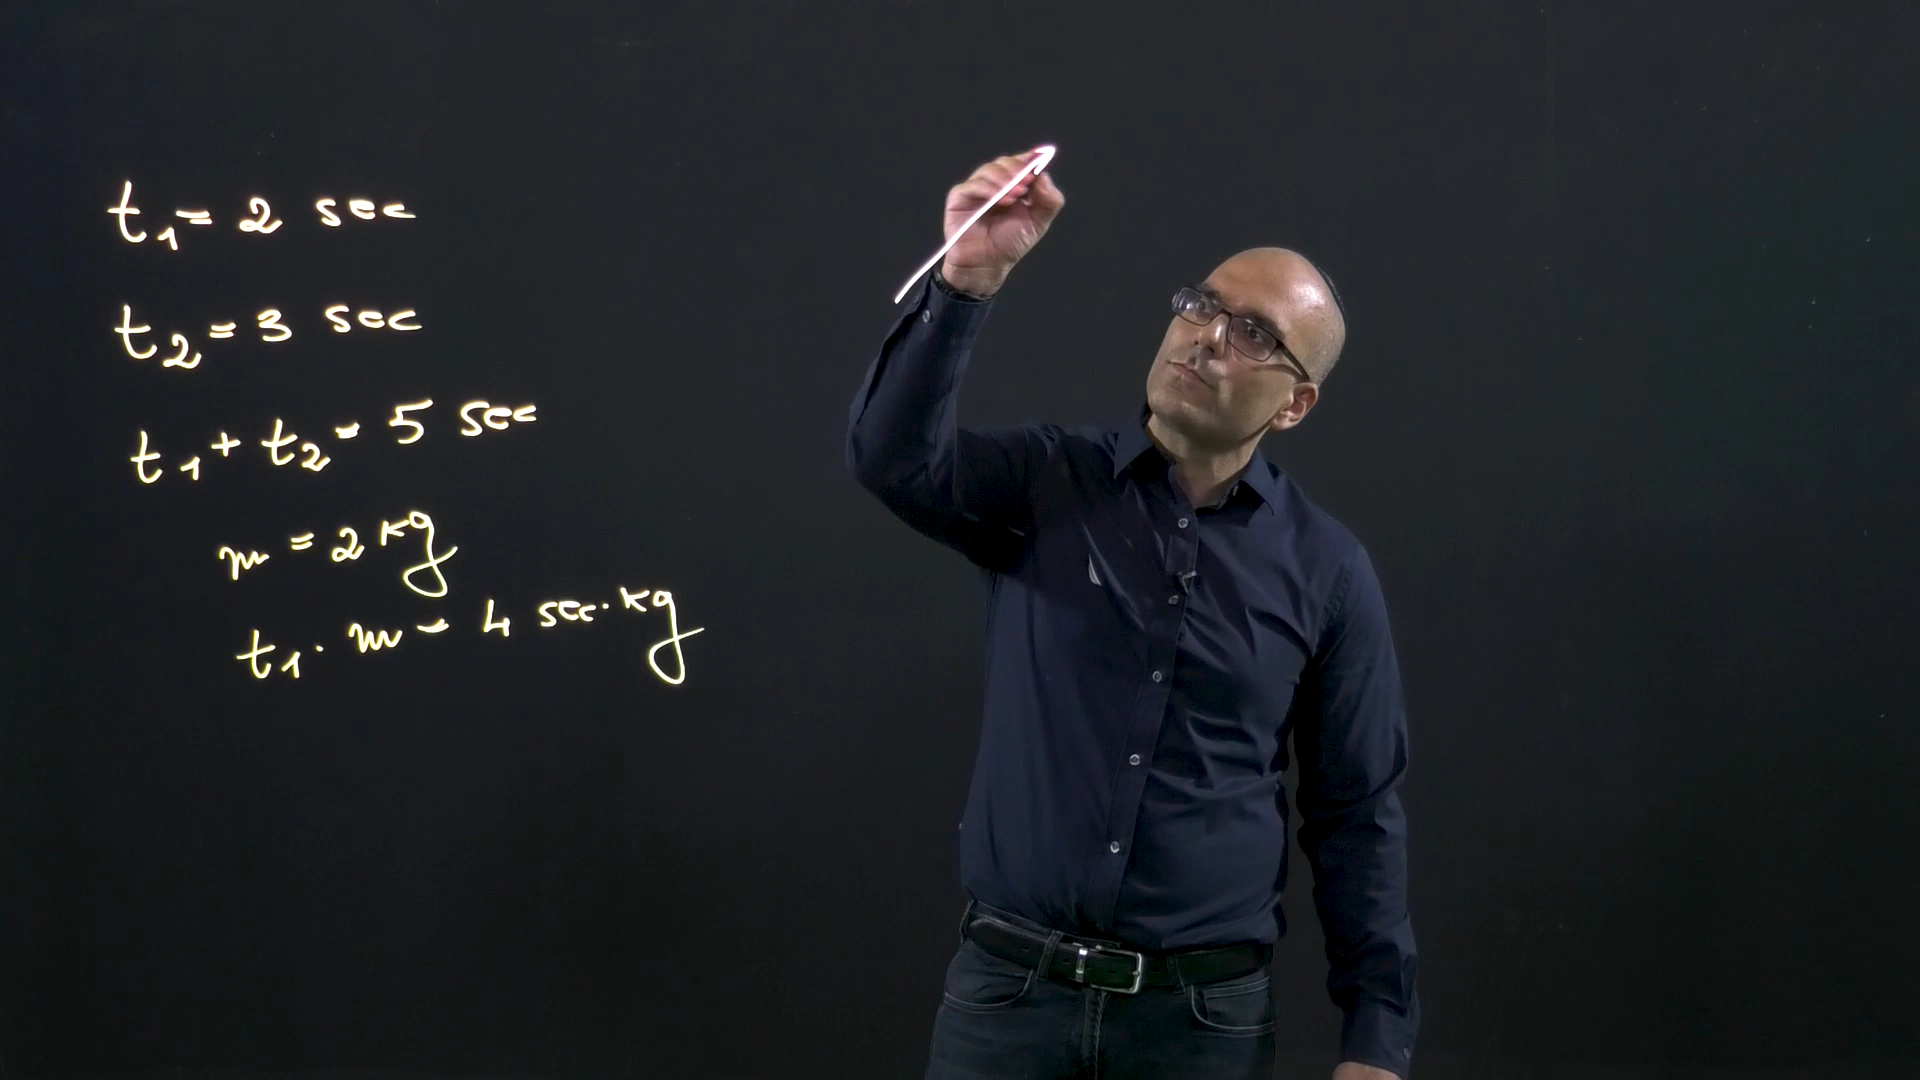 t₁ = 2 sec
t₂ = 3 sec
t₁ + t₂ = 5 sec
m = 2 kg
t₁ · m = 4 sec · kg